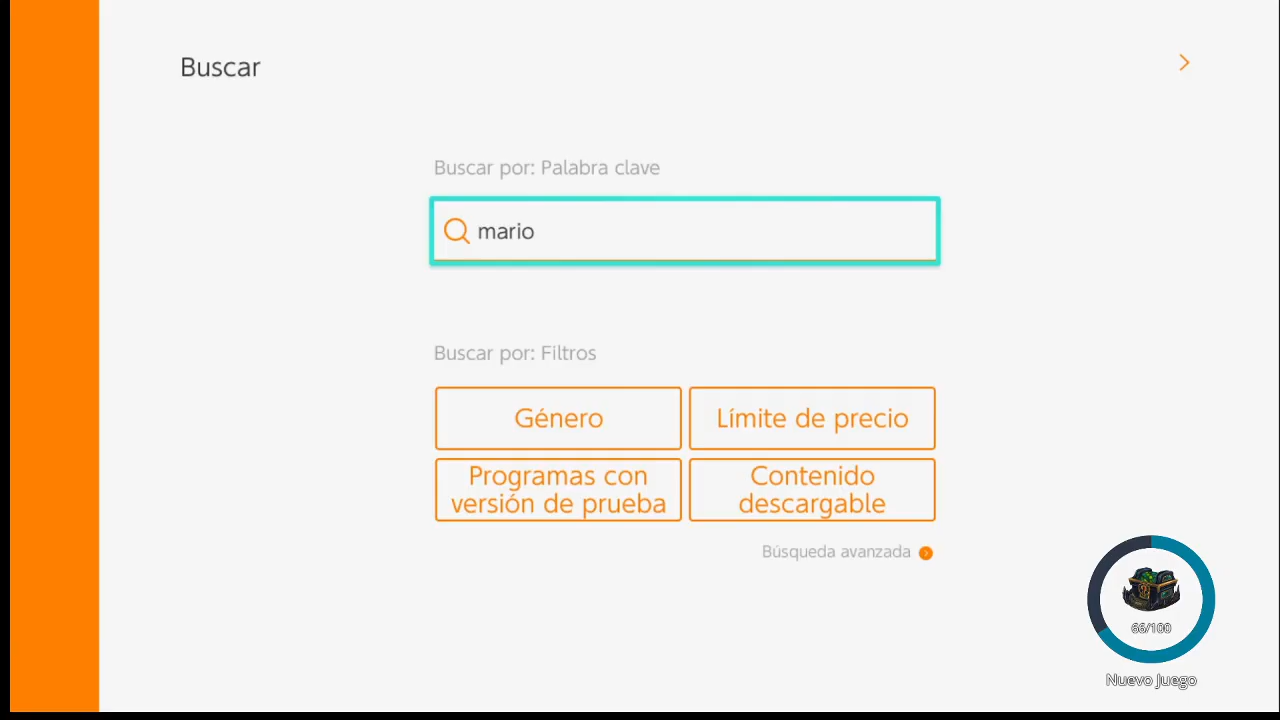 Buscar
Buscar por: Palabra clave
mario
Buscar por: Filtros
Género
Límite de precio
Programas con
versión de prueba
Contenido
descargable
Búsqueda avanzada
66/100
Nuevo Juego